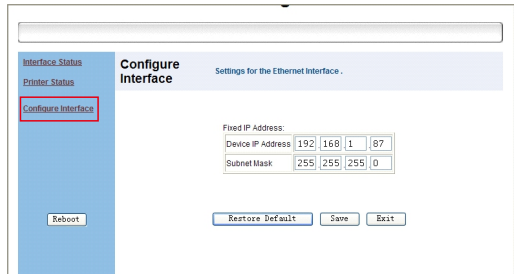 Interface Status
Printer Status
Configure Interface
Reboot
Configure
Interface
Settings for the Ethernet Interface .
Fixed IP Address:
Device IP Address 192 .168 .1 .87
Subnet Mask 255 .255 .255 .0
Restore Default Save Exit